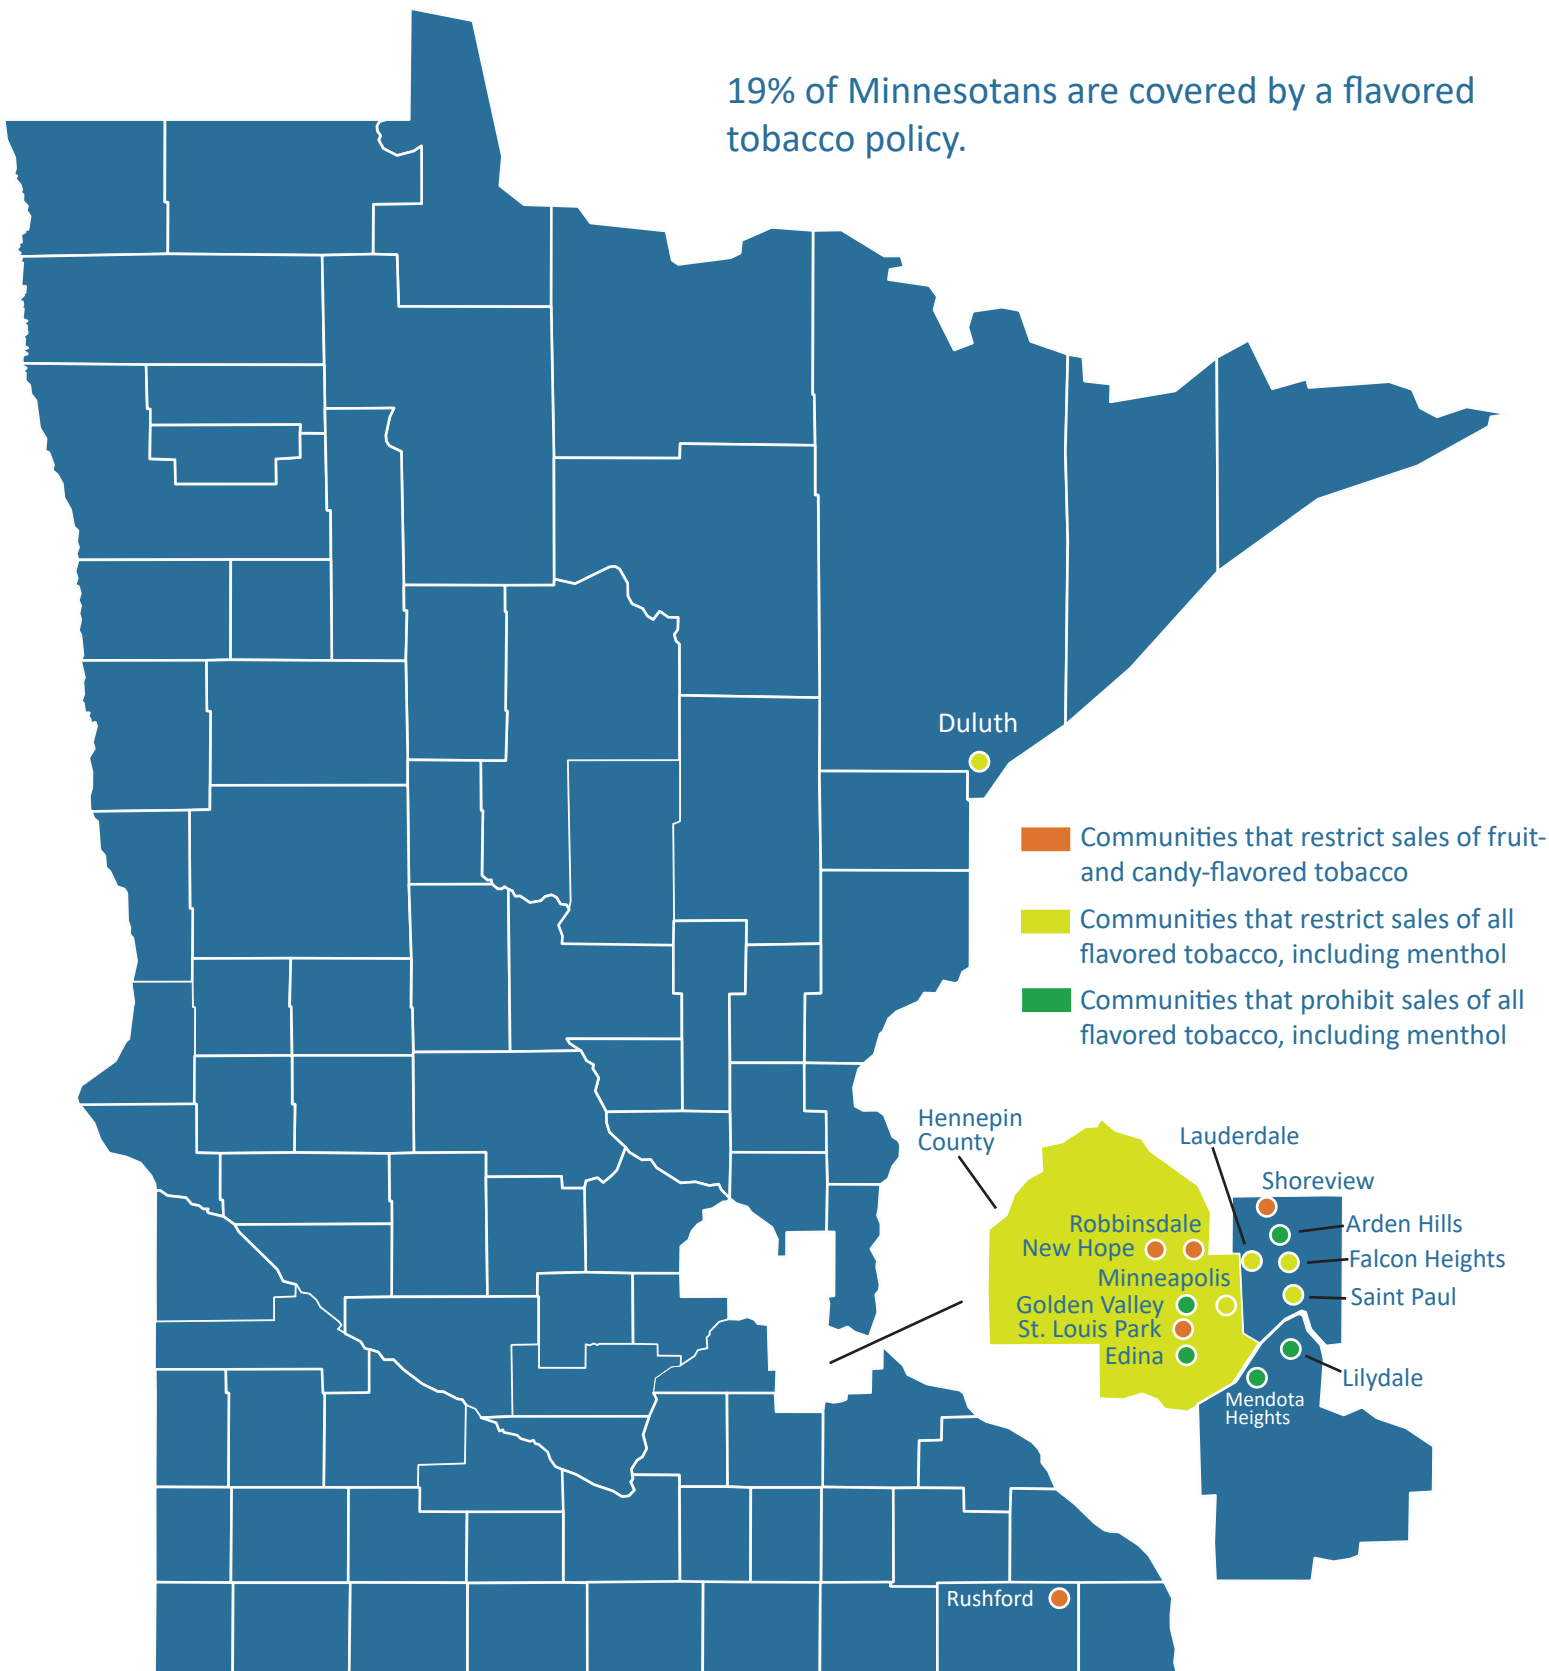 19% of Minnesotans are covered by a flavored
tobacco policy.
Duluth
Communities that restrict sales of fruit-
and candy-flavored tobacco
Communities that restrict sales of all
flavored tobacco, including menthol
Communities that prohibit sales of all
flavored tobacco, including menthol
Hennepin
County
Lauderdale
Shoreview
Robbinsdale
Arden Hills
New Hope
Falcon Heights
Minneapolis
Golden Valley
Saint Paul
St. Louis Park
Edina
Lilydale
Mendota
Heights
Rushford